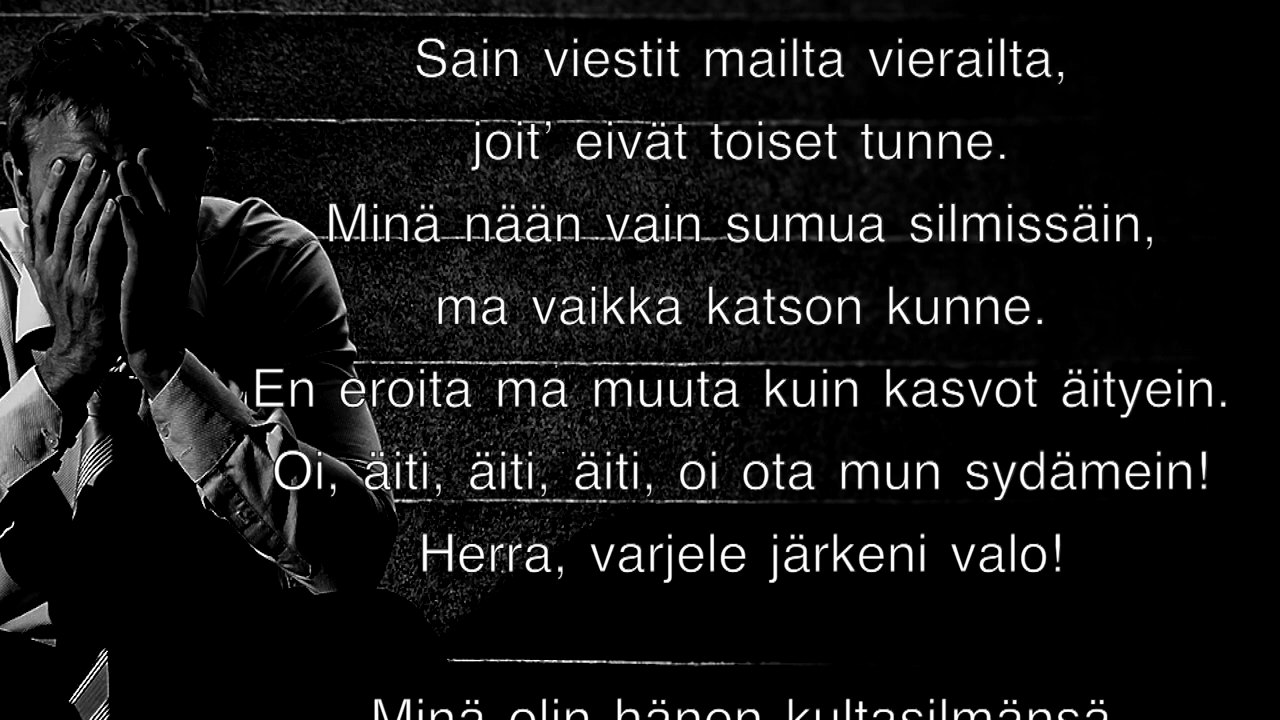 Sain viestit mailta vierailta,
joit’ eivät toiset tunne.
Minä nään vain sumua silmissäin,
ma vaikka katson kunne.
En eroita ma muuta kuin kasvot äityein.
Oi, äiti, äiti, äiti, oi ota mun sydämein!
Herra, varjele järkeni valo!
Minä olin hänen kultasilmänsä